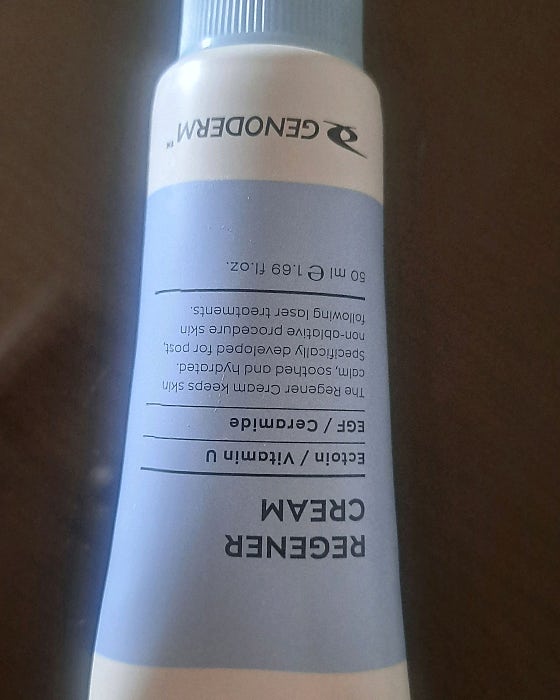 REGENER
CREAM
Ectoin / Vitamin U
EGF / Ceramide
The Regener Cream keeps skin
calm, soothed and hydrated.
Specifically developed for post,
non-ablative procedure skin
following laser treatments.
50 ml ℮ 1.69 fl.oz.
GENODERM™